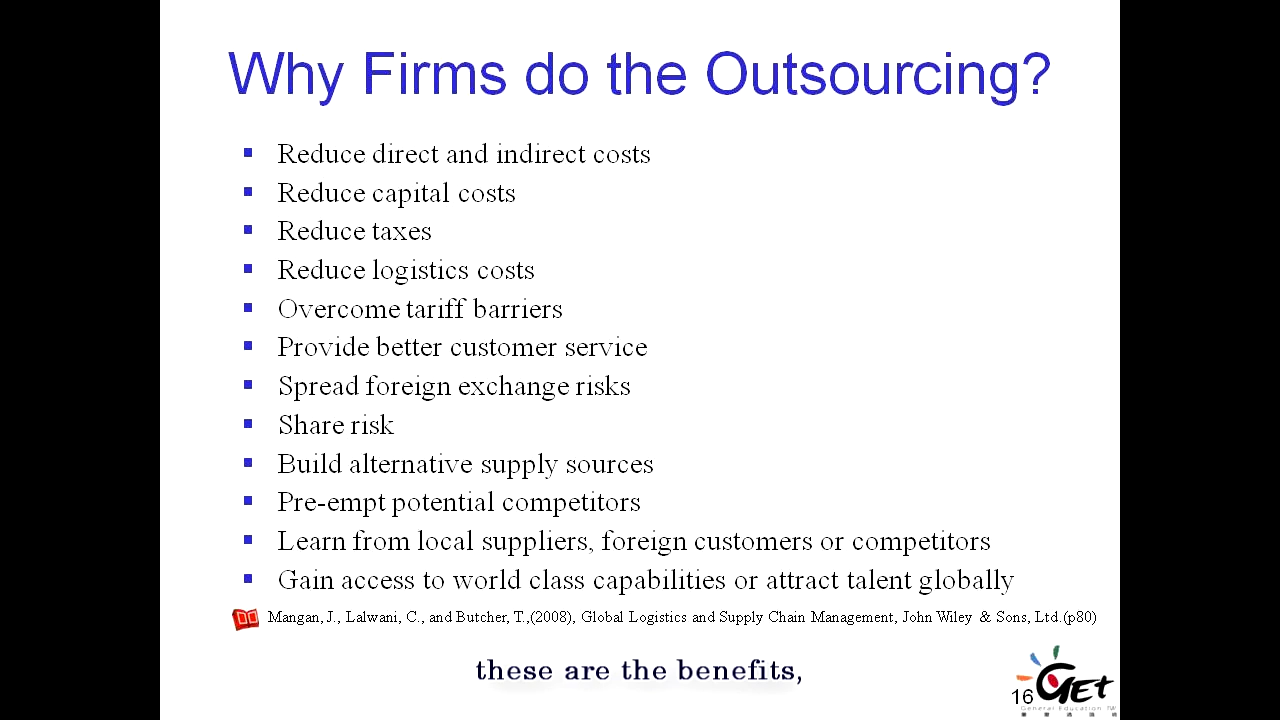 Why Firms do the Outsourcing?
Reduce direct and indirect costs
Reduce capital costs
Reduce taxes
Reduce logistics costs
Overcome tariff barriers
Provide better customer service
Spread foreign exchange risks
Share risk
Build alternative supply sources
Pre-empt potential competitors
Learn from local suppliers, foreign customers or competitors
Gain access to world class capabilities or attract talent globally
Mangan, J., Lalwani, C., and Butcher, T.,(2008), Global Logistics and Supply Chain Management, John Wiley & Sons, Ltd.(p80)
these are the benefits,
16
GET
General Education TW